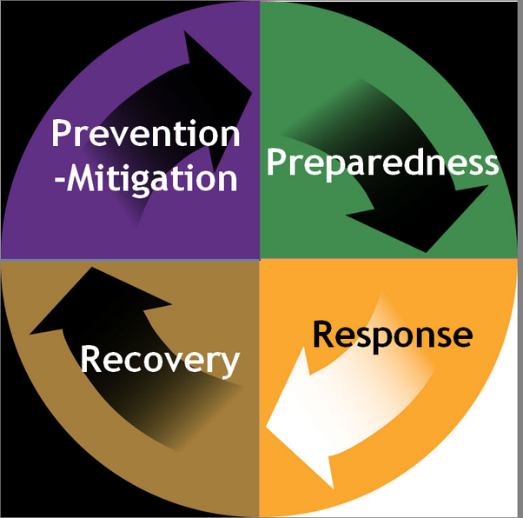 Prevention
-Mitigation
Preparedness
Response
Recovery